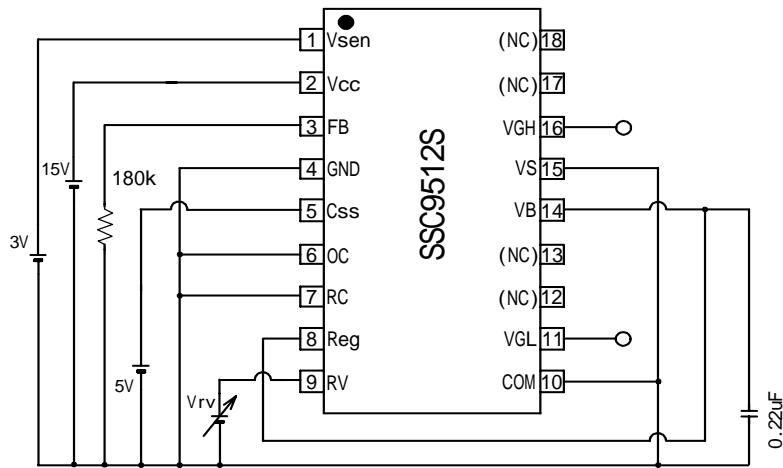 1 Vsen
2 Vcc
3 FB
4 GND
5 Css
6 OC
7 RC
8 Reg
9 RV
SSC9512S
(NC) 18
(NC) 17
VGH 16
VS 15
VB 14
(NC) 13
(NC) 12
VGL 11
COM 10
15V
180k
3V
5V
Vrv
0.22uF